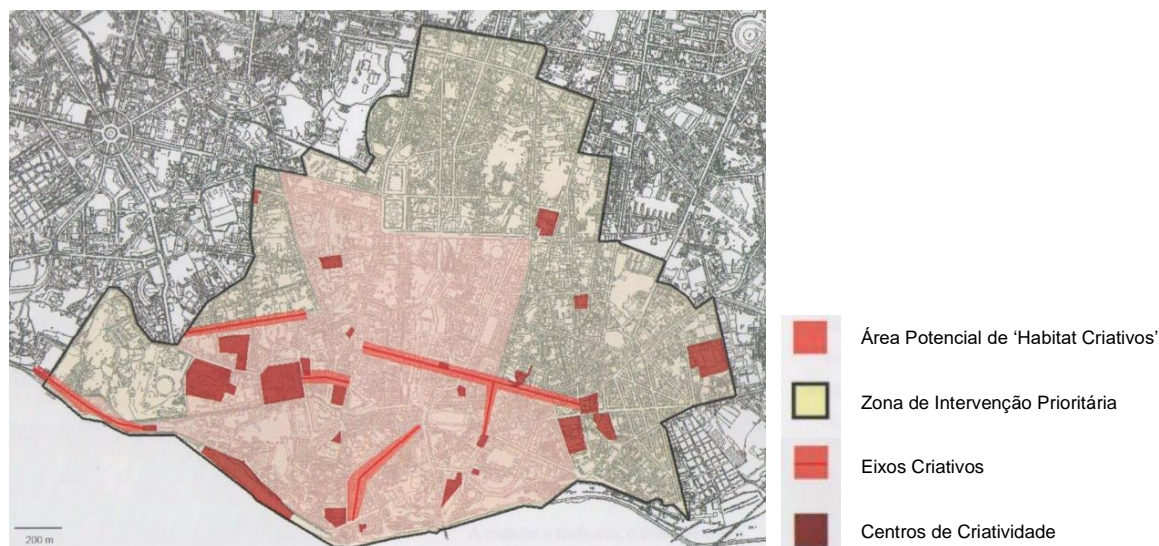 Área Potencial de ‘Habitat Criativos’
Zona de Intervenção Prioritária
Eixos Criativos
Centros de Criatividade
200 m